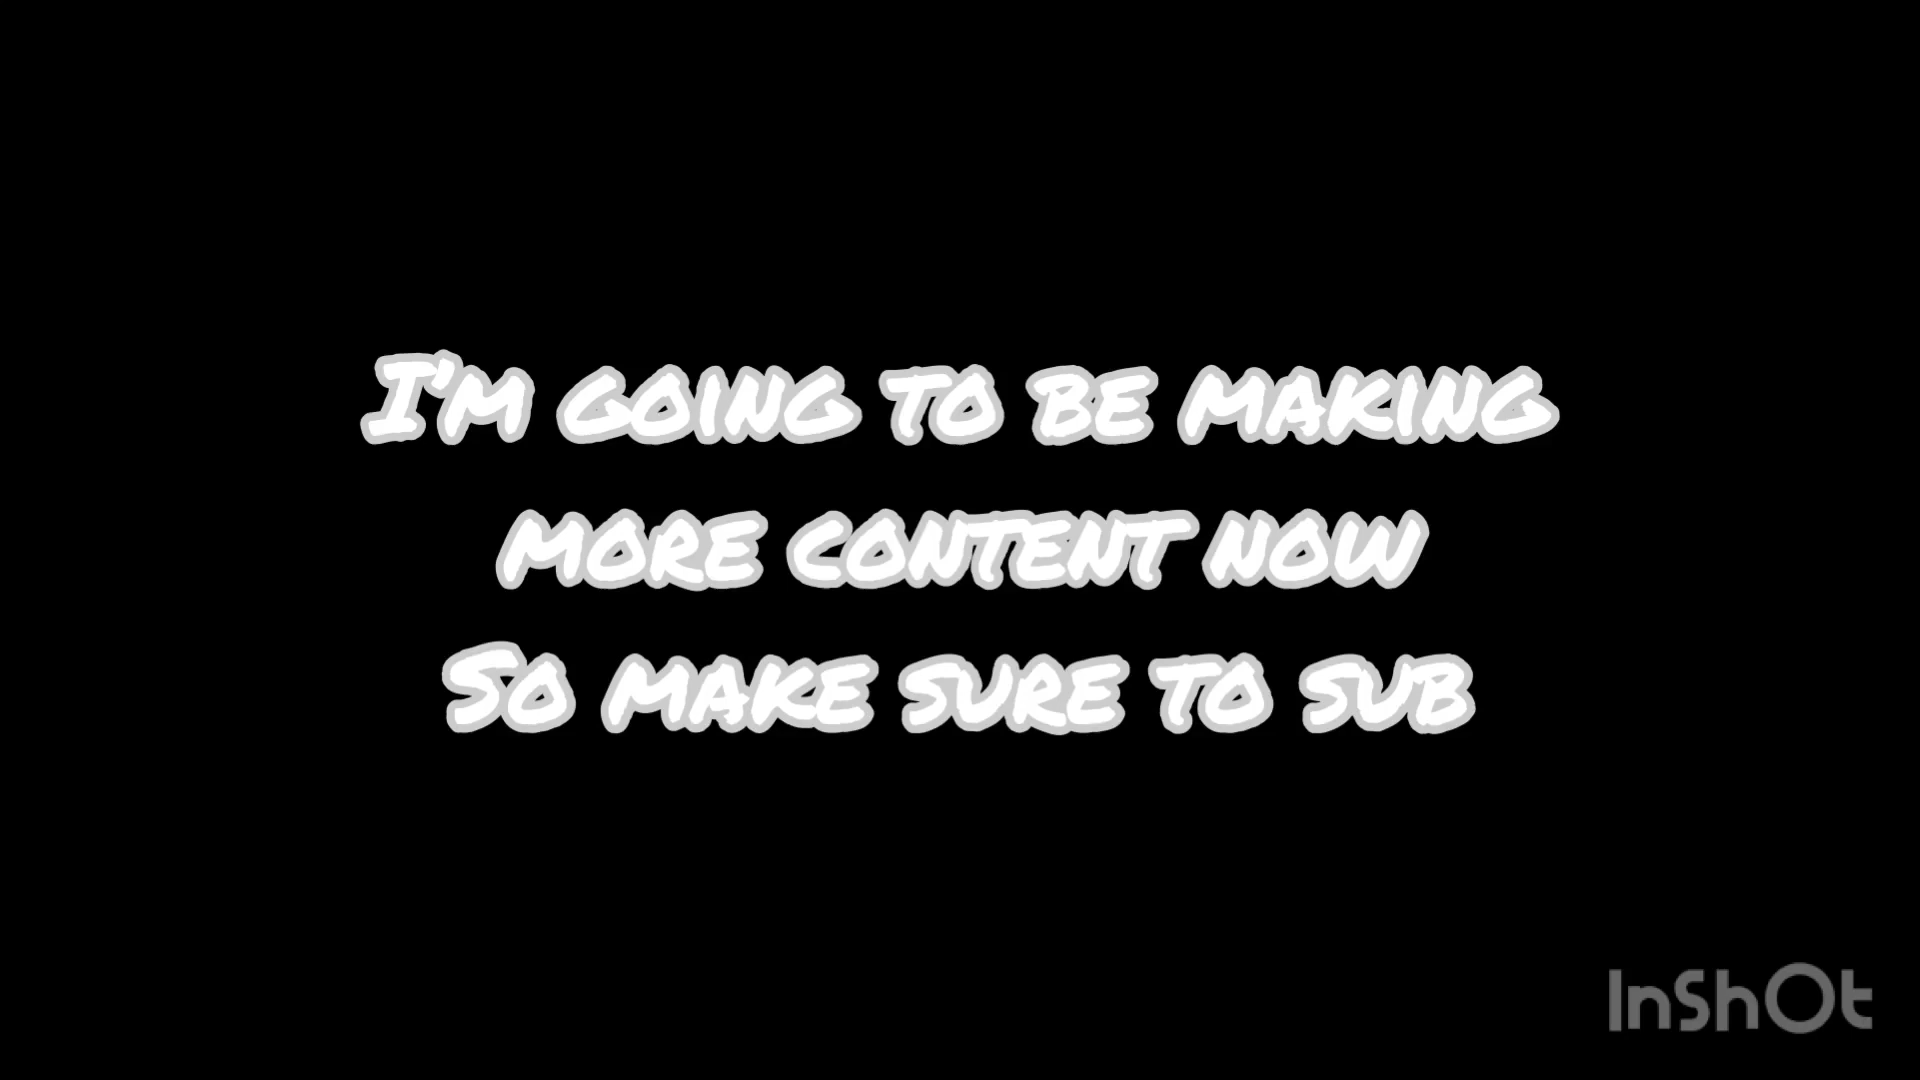 I'm going to be making
more content now
So make sure to sub
InShOt